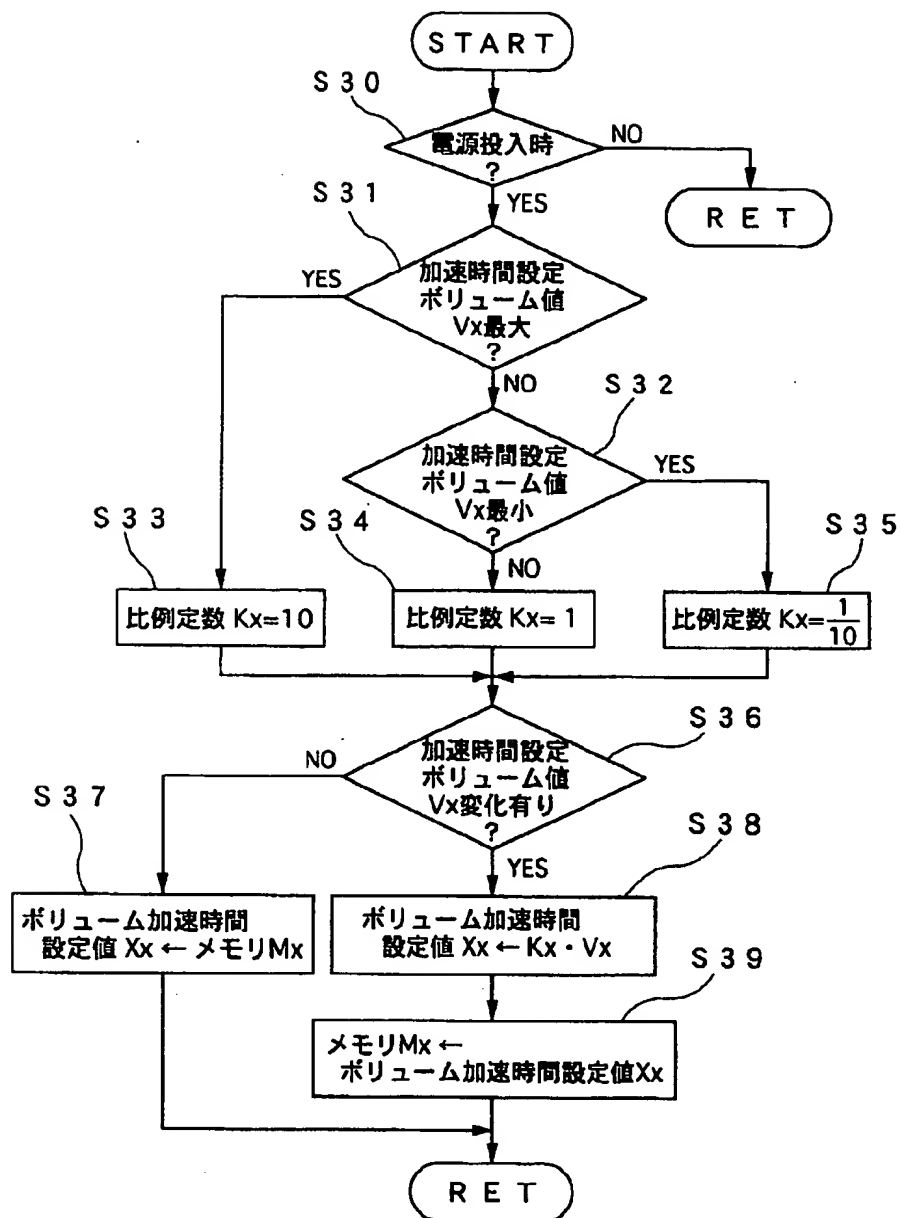 START
S30
電源投入時
?
NO
RET
YES
S31
加速時間設定
ボリューム値
Vx最大
?
YES
NO
S32
加速時間設定
ボリューム値
Vx最小
?
YES
NO
S33
比例定数 Kx=10
S34
比例定数 Kx= 1
S35
比例定数 Kx=1/10
S36
加速時間設定
ボリューム値
Vx変化有り
?
NO
YES
S37
ボリューム加速時間
設定値 Xx ← メモリMx
S38
ボリューム加速時間
設定値 Xx ← Kx・Vx
S39
メモリMx ←
ボリューム加速時間設定値Xx
RET